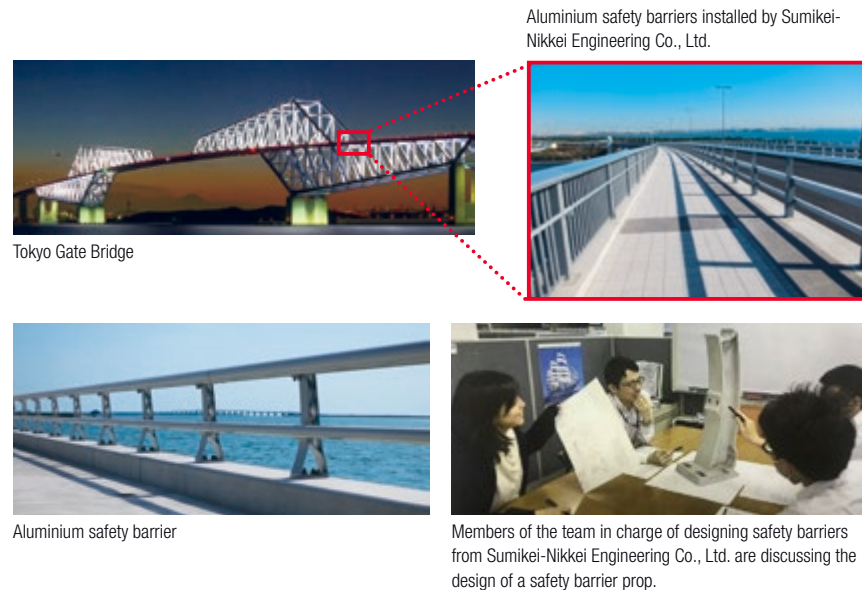 Aluminium safety barriers installed by Sumikei-
Nikkei Engineering Co., Ltd.
Tokyo Gate Bridge
Aluminium safety barrier
Members of the team in charge of designing safety barriers
from Sumikei-Nikkei Engineering Co., Ltd. are discussing the
design of a safety barrier prop.